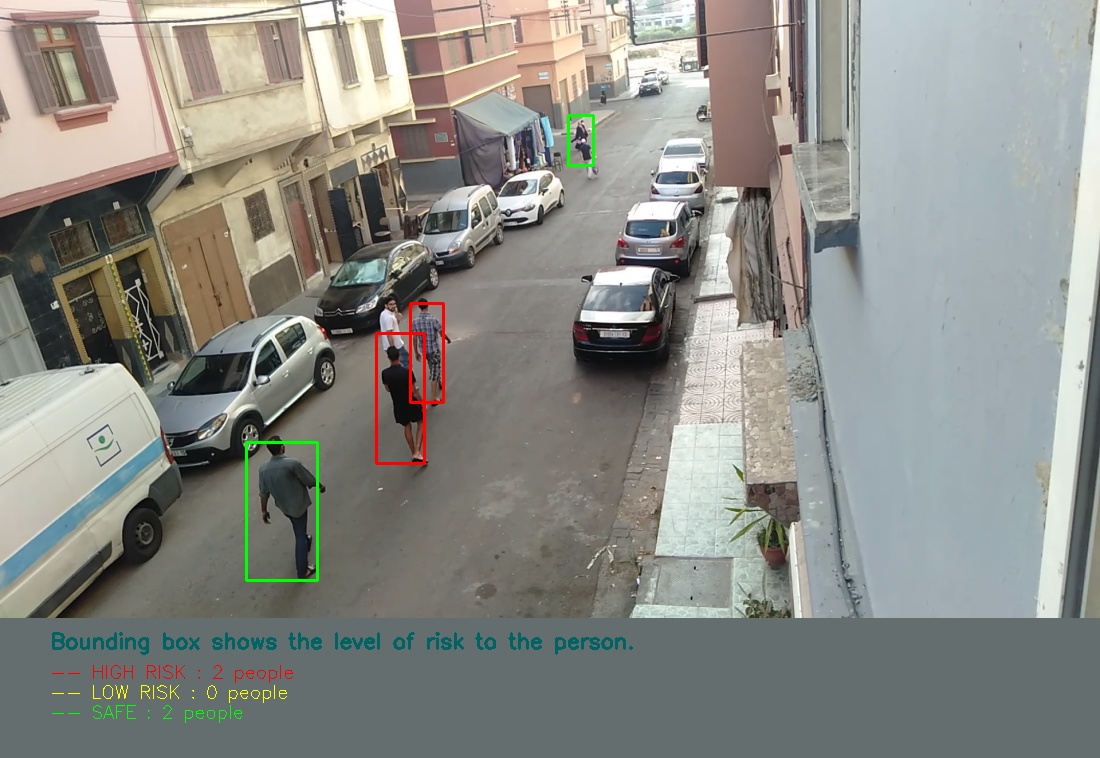 Bounding box shows the level of risk to the person.
—— HIGH RISK : 2 people
—— LOW RISK : 0 people
—— SAFE : 2 people